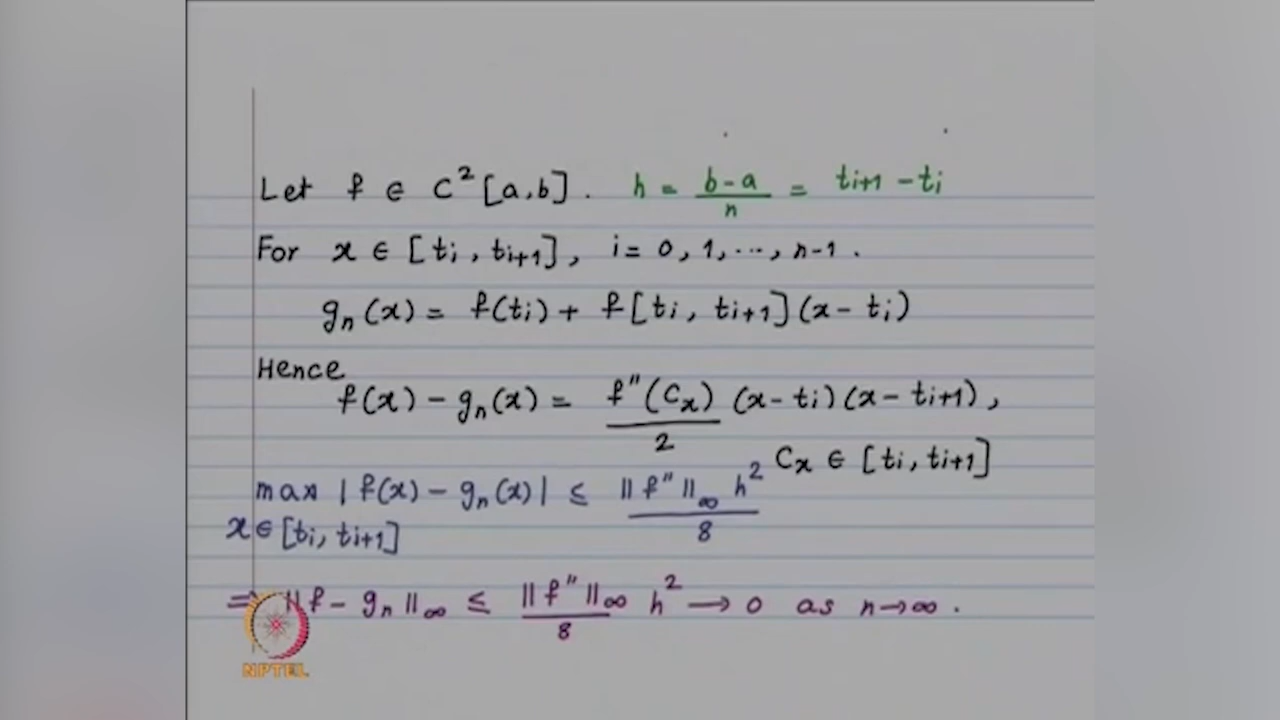 Let f ∈ C²[a,b]. h = (b-a)/n = tᵢ₊₁ - tᵢ
For x ∈ [tᵢ, tᵢ₊₁], i = 0, 1, ..., n-1.
gₙ(x) = f(tᵢ) + f[tᵢ, tᵢ₊₁](x - tᵢ)
Hence
f(x) - gₙ(x) = f″(Cₓ)/2 (x - tᵢ)(x - tᵢ₊₁),
Cₓ ∈ [tᵢ, tᵢ₊₁]
max |f(x) - gₙ(x)| ≤ ‖f″‖∞ h²/8
x ∈ [tᵢ, tᵢ₊₁]
⇒ ‖f - gₙ‖∞ ≤ ‖f″‖∞/8 h² → 0 as n → ∞.
NPTEL